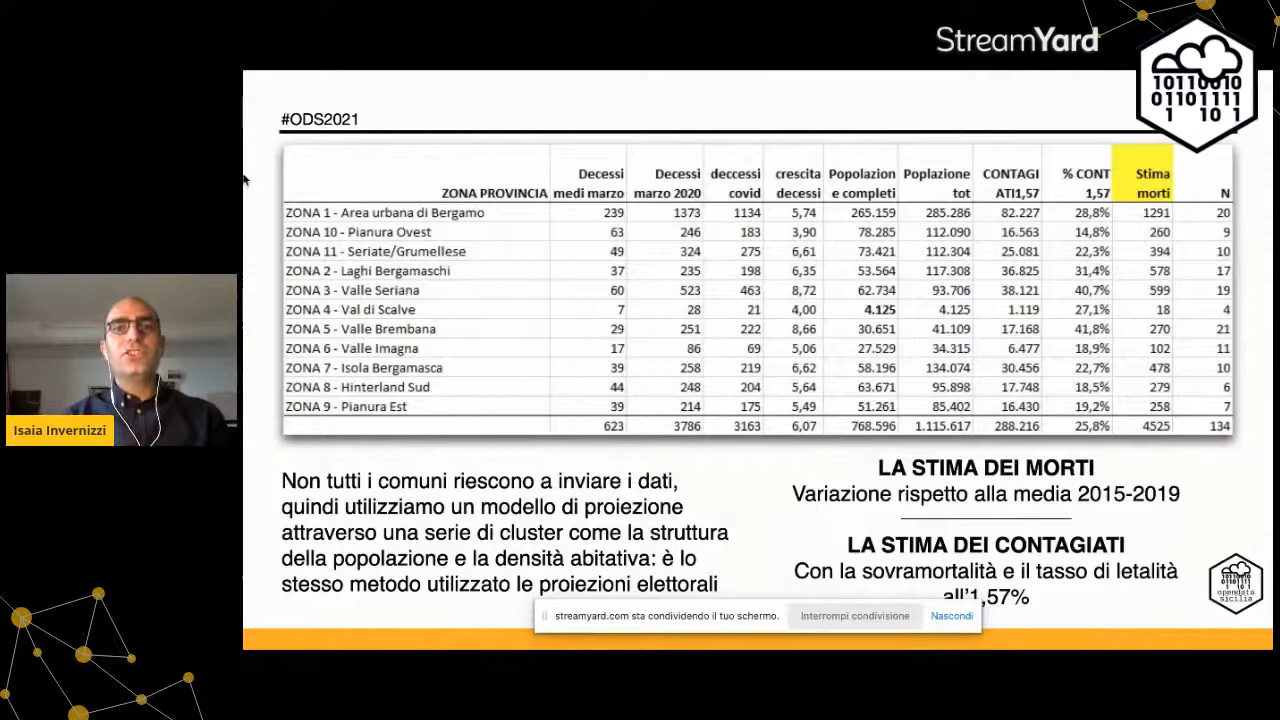 StreamYard
10110010
01101111
1 10 1
#ODS2021
Decessi Decessi deccessi crescita Popolazion Poplazione CONTAGI % CONT Stima
ZONA PROVINCIA medi marzo marzo 2020 covid decessi e completi tot ATI1,57 1,57 morti N
ZONA 1 - Area urbana di Bergamo 239 1373 1134 5,74 265.159 285.286 82.227 28,8% 1291 20
ZONA 10 - Pianura Ovest 63 246 183 3,90 78.285 112.090 16.563 14,8% 260 9
ZONA 11 - Seriate/Grumellese 49 324 275 6,61 73.421 112.304 25.081 22,3% 394 10
ZONA 2 - Laghi Bergamaschi 37 235 198 6,35 53.564 117.308 36.825 31,4% 578 17
ZONA 3 - Valle Seriana 60 523 463 8,72 62.734 93.706 38.121 40,7% 599 19
ZONA 4 - Val di Scalve 7 28 21 4,00 4.125 4.125 1.119 27,1% 18 4
ZONA 5 - Valle Brembana 29 251 222 8,66 30.651 41.109 17.168 41,8% 270 21
ZONA 6 - Valle Imagna 17 86 69 5,06 27.529 34.315 6.477 18,9% 102 11
ZONA 7 - Isola Bergamasca 39 258 219 6,62 58.196 134.074 30.456 22,7% 478 10
ZONA 8 - Hinterland Sud 44 248 204 5,64 63.671 95.898 17.748 18,5% 279 6
ZONA 9 - Pianura Est 39 214 175 5,49 51.261 85.402 16.430 19,2% 258 7
623 3786 3163 6,07 768.596 1.115.617 288.216 25,8% 4525 134
Isaia Invernizzi
Non tutti i comuni riescono a inviare i dati,
quindi utilizziamo un modello di proiezione
attraverso una serie di cluster come la struttura
della popolazione e la densità abitativa: è lo
stesso metodo utilizzato le proiezioni elettorali
LA STIMA DEI MORTI
Variazione rispetto alla media 2015-2019
LA STIMA DEI CONTAGIATI
Con la sovramortalità e il tasso di letalità
all'1,57%
opendata
sicilia
streamyard.com sta condividendo il tuo schermo. Interrompi condivisione Nascondi